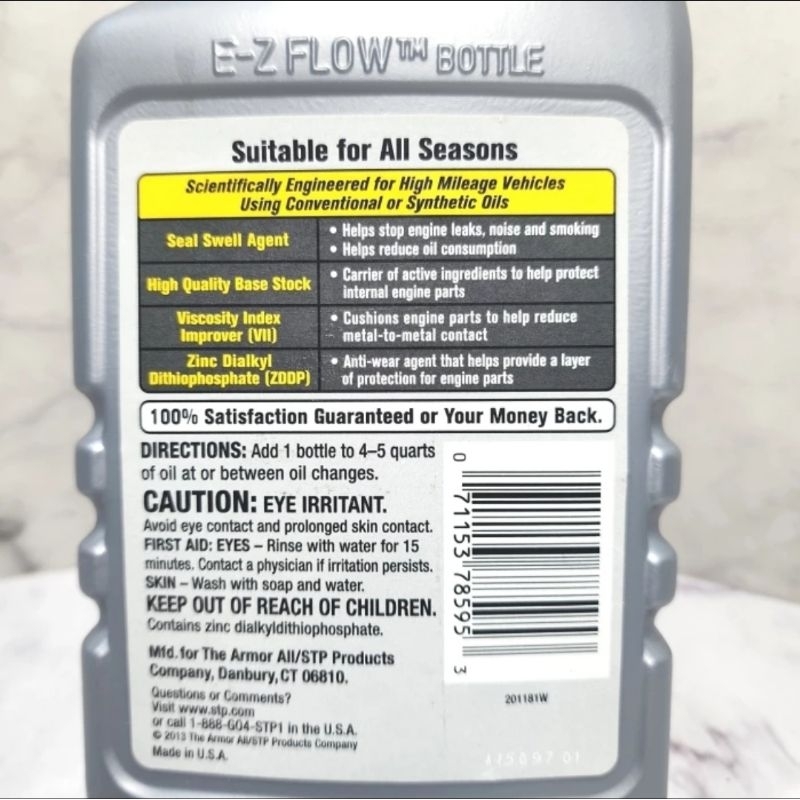 E-Z FLOW™ BOTTLE
Suitable for All Seasons
Scientifically Engineered for High Mileage Vehicles
Using Conventional or Synthetic Oils
Seal Swell Agent
• Helps stop engine leaks, noise and smoking
• Helps reduce oil consumption
High Quality Base Stock
• Carrier of active ingredients to help protect
internal engine parts
Viscosity Index
Improver (VII)
• Cushions engine parts to help reduce
metal-to-metal contact
Zinc Dialkyl
Dithiophosphate (ZDDP)
• Anti-wear agent that helps provide a layer
of protection for engine parts
100% Satisfaction Guaranteed or Your Money Back.
DIRECTIONS: Add 1 bottle to 4–5 quarts
of oil at or between oil changes.
CAUTION: EYE IRRITANT.
Avoid eye contact and prolonged skin contact.
FIRST AID: EYES – Rinse with water for 15
minutes. Contact a physician if irritation persists.
SKIN – Wash with soap and water.
KEEP OUT OF REACH OF CHILDREN.
Contains zinc dialkyldithiophosphate.
Mfd. for The Armor All/STP Products
Company, Danbury, CT 06810.
Questions or Comments?
Visit www.stp.com
or call 1-888-GO4-STP1 in the U.S.A.
© 2013 The Armor All/STP Products Company
Made in U.S.A.
0 71153 78595 3
201181W